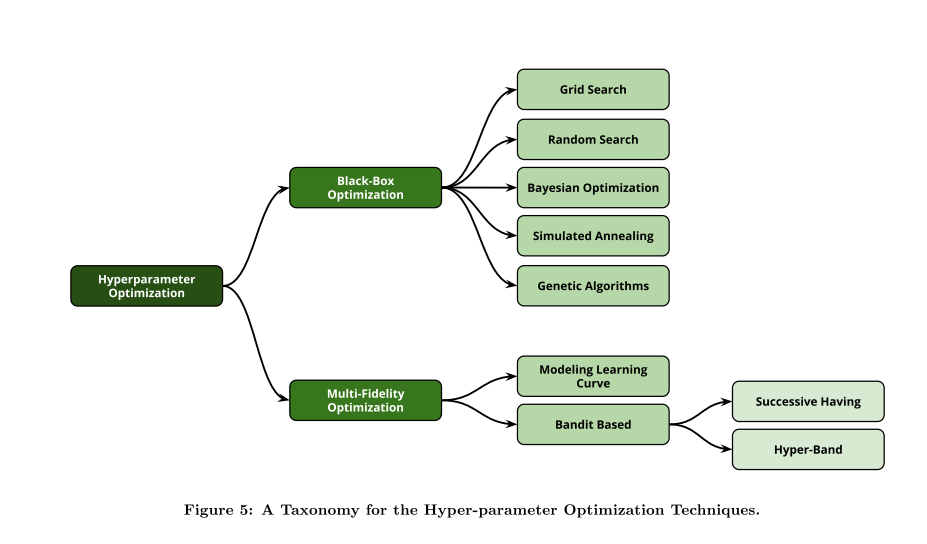 Grid Search
Random Search
Black-Box
Optimization
Bayesian Optimization
Simulated Annealing
Hyperparameter
Optimization
Genetic Algorithms
Modeling Learning
Curve
Multi-Fidelity
Optimization
Successive Having
Bandit Based
Hyper-Band
Figure 5: A Taxonomy for the Hyper-parameter Optimization Techniques.